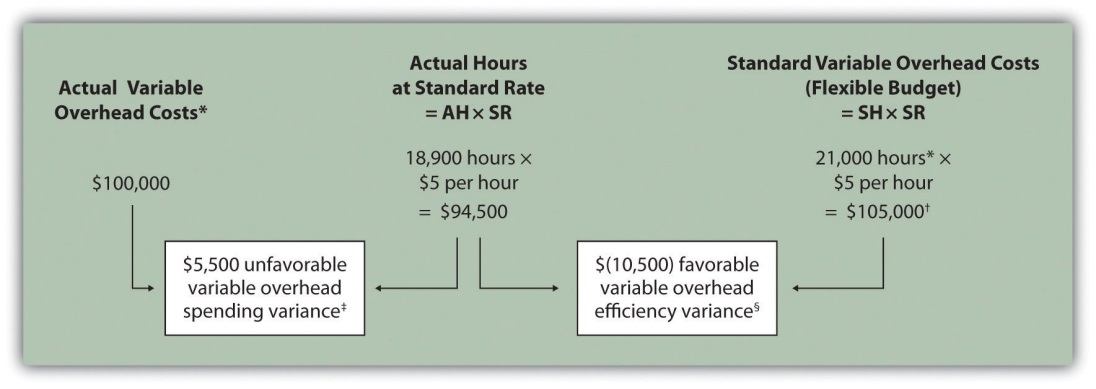 Actual Variable
Overhead Costs*
$100,000
Actual Hours
at Standard Rate
= AH × SR
18,900 hours ×
$5 per hour
= $94,500
Standard Variable Overhead Costs
(Flexible Budget)
= SH × SR
21,000 hours* ×
$5 per hour
= $105,000†
$5,500 unfavorable
variable overhead
spending variance‡
$(10,500) favorable
variable overhead
efficiency variance§